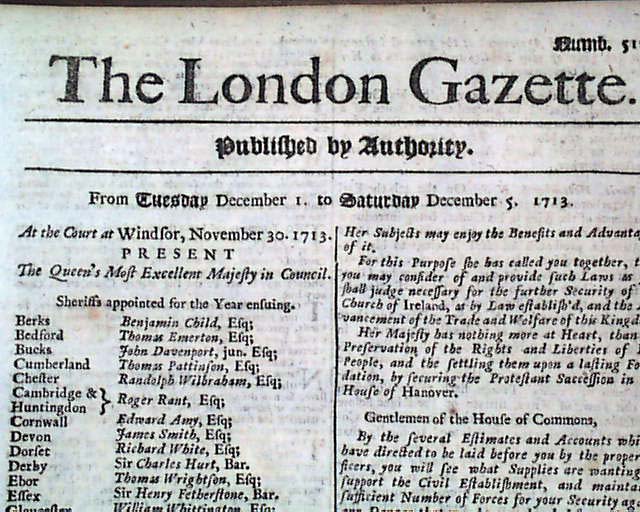 Numb. 51
The London Gazette.
Publiſhed by Authority.
From Tuesday December 1. to Saturday December 5. 1713.
At the Court at Windſor, November 30. 1713.
PRESENT
The Queen's Moſt Excellent Majeſty in Council.
Sheriffs appointed for the Year enſuing.
Berks Benjamin Child, Eſq;
Bedford Thomas Emerton, Eſq;
Bucks John Davenport, jun. Eſq;
Cumberland Thomas Pattinſon, Eſq;
Cheſter Randolph Wilbraham, Eſq;
Cambridge &
Huntingdon } Roger Rant, Eſq;
Cornwall Edward Amy, Eſq;
Devon James Smith, Eſq;
Dorſet Richard White, Eſq;
Derby Sir Charles Hurt, Bar.
Ebor Thomas Wrightſon, Eſq;
Eſſex Sir Henry Fetherſtone, Bar.
Glouceſter William Whittington, Eſq;
Her Subjects may enjoy the Benefits and Advanta
of it.
For this Purpoſe ſhe has called you together, t
you may conſider of and provide ſuch Laws as
ſhall judge neceſſary for the further Security of
Church of Ireland, as by Law eſtabliſh'd, and the A
vancement of the Trade and Welfare of this Kingd
Her Majeſty has nothing more at Heart, than
Preſervation of the Rights and Liberties of
People, and the ſettling them upon a laſting Fo
dation, by ſecuring the Proteſtant Succeſſion in
Houſe of Hanover.
Gentlemen of the Houſe of Commons,
By the ſeveral Eſtimates and Accounts whi
have directed to be laid before you by the proper
ficers, you will ſee what Supplies are wanting
ſupport the Civil Eſtabliſhment, and mainta
ſufficient Number of Forces for your Security ag
any Danger that